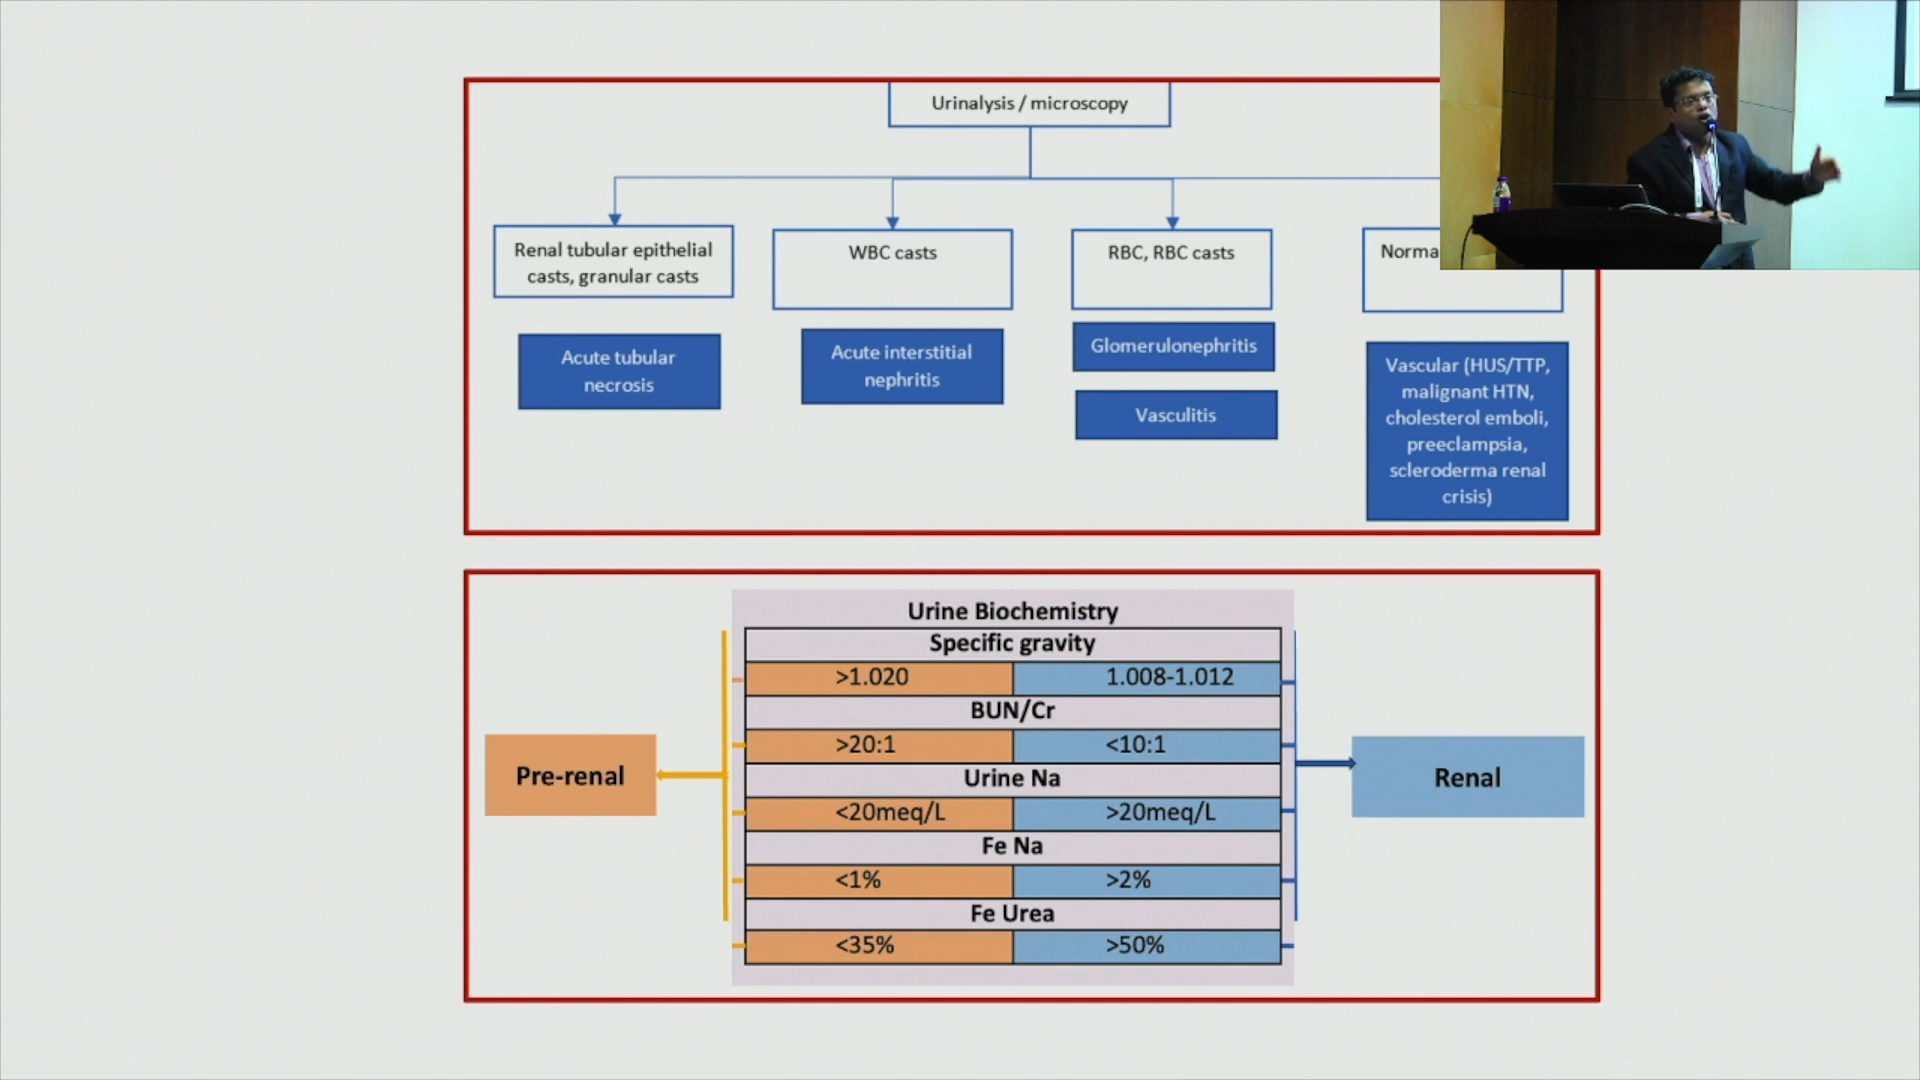 Urinalysis / microscopy
Renal tubular epithelial
casts, granular casts
WBC casts
RBC, RBC casts
Acute tubular
necrosis
Acute interstitial
nephritis
Glomerulonephritis
Vasculitis
Vascular (HUS/TTP,
malignant HTN,
cholesterol emboli,
preeclampsia,
scleroderma renal
crisis)
Urine Biochemistry
Specific gravity
>1.020 1.008-1.012
BUN/Cr
>20:1 <10:1
Urine Na
<20meq/L >20meq/L
Fe Na
<1% >2%
Fe Urea
<35% >50%
Pre-renal
Renal